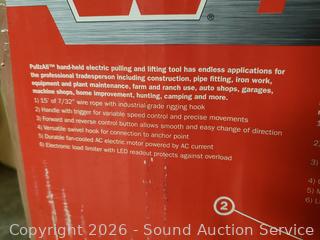 ®
PullzAll™ hand-held electric pulling and lifting tool has endless applications for
the professional tradesperson including construction, pipe fitting, iron work,
equipment and plant maintenance, farm and ranch use, auto shops, garages,
machine shops, home improvement, hunting, camping and more.
1) 15' of 7/32" wire rope with industrial-grade rigging hook
2) Handle with trigger for variable speed control and precise movements
3) Forward and reverse control button allows smooth and easy change of direction
4) Versatile swivel hook for connection to anchor point
5) Durable fan-cooled AC electric motor powered by AC current
6) Electronic load limiter with LED readout protects against overload
2
Copyright 2026 - Sound Auction Service